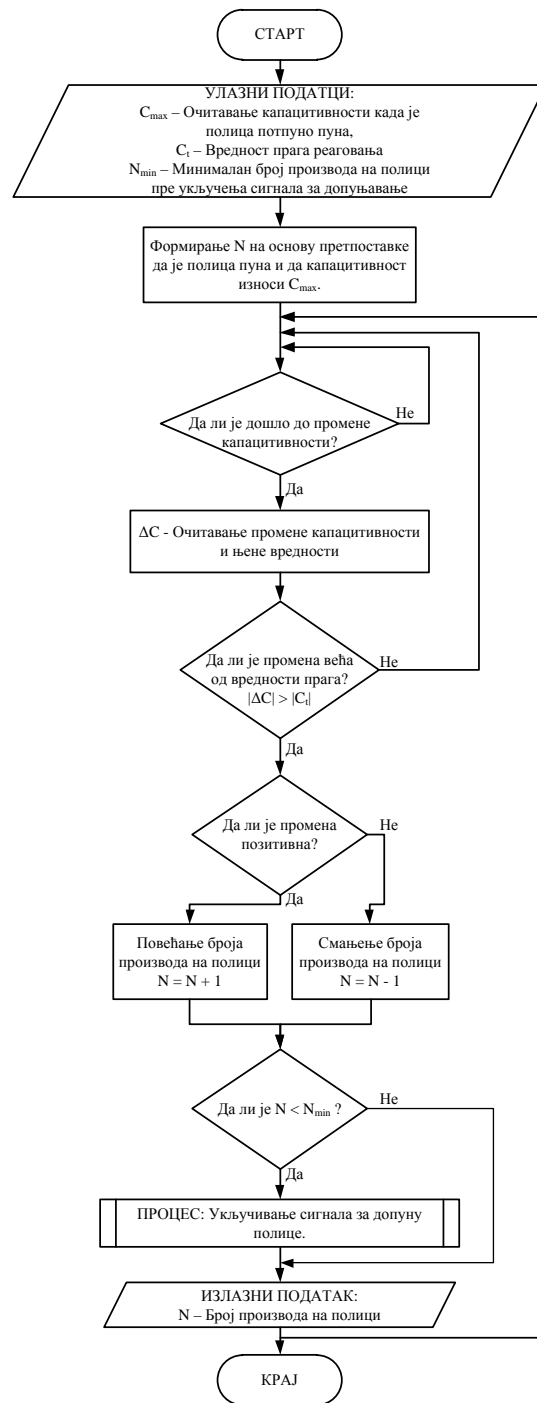 СТАРТ
УЛАЗНИ ПОДАТЦИ:
Cmax – Очитавање капацитивности када је
полица потпуно пуна,
Ct – Вредност прага реаговања
Nmin – Минималан број производа на полици
пре укључења сигнала за допуњавање
Формирање N на основу претпоставке
да је полица пуна и да капацитивност
износи Cmax.
Да ли је дошло до промене
капацитивности?
Не
Да
ΔC - Очитавање промене капацитивности
и њене вредности
Да ли је промена већа
од вредности прага?
|ΔC| > |Ct|
Не
Да
Да ли је промена
позитивна?
Не
Да
Повећање броја
производа на полици
N = N + 1
Смањење броја
производа на полици
N = N - 1
Да ли је N < Nmin ?
Не
Да
ПРОЦЕС: Укључивање сигнала за допуну
полице.
ИЗЛАЗНИ ПОДАТАК:
N – Број производа на полици
КРАЈ